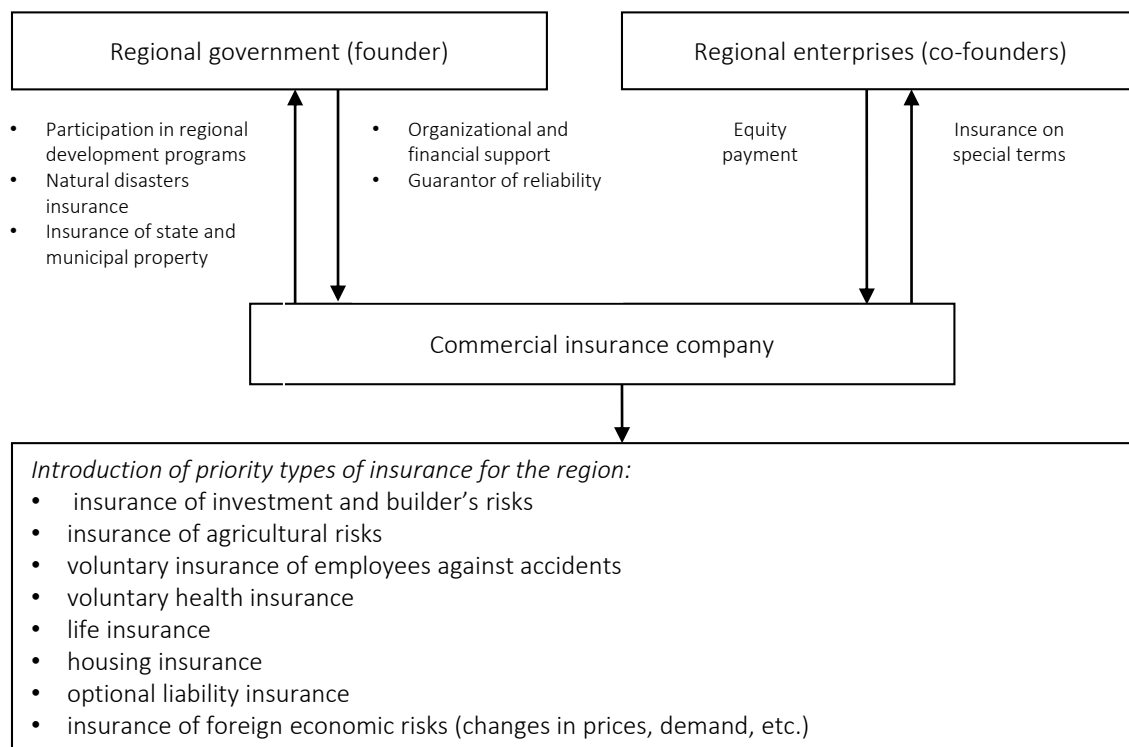 Regional government (founder)
Regional enterprises (co-founders)
• Participation in regional
development programs
• Natural disasters
insurance
• Insurance of state and
municipal property
• Organizational and
financial support
• Guarantor of reliability
Equity
payment
Insurance on
special terms
Commercial insurance company
Introduction of priority types of insurance for the region:
• insurance of investment and builder’s risks
• insurance of agricultural risks
• voluntary insurance of employees against accidents
• voluntary health insurance
• life insurance
• housing insurance
• optional liability insurance
• insurance of foreign economic risks (changes in prices, demand, etc.)